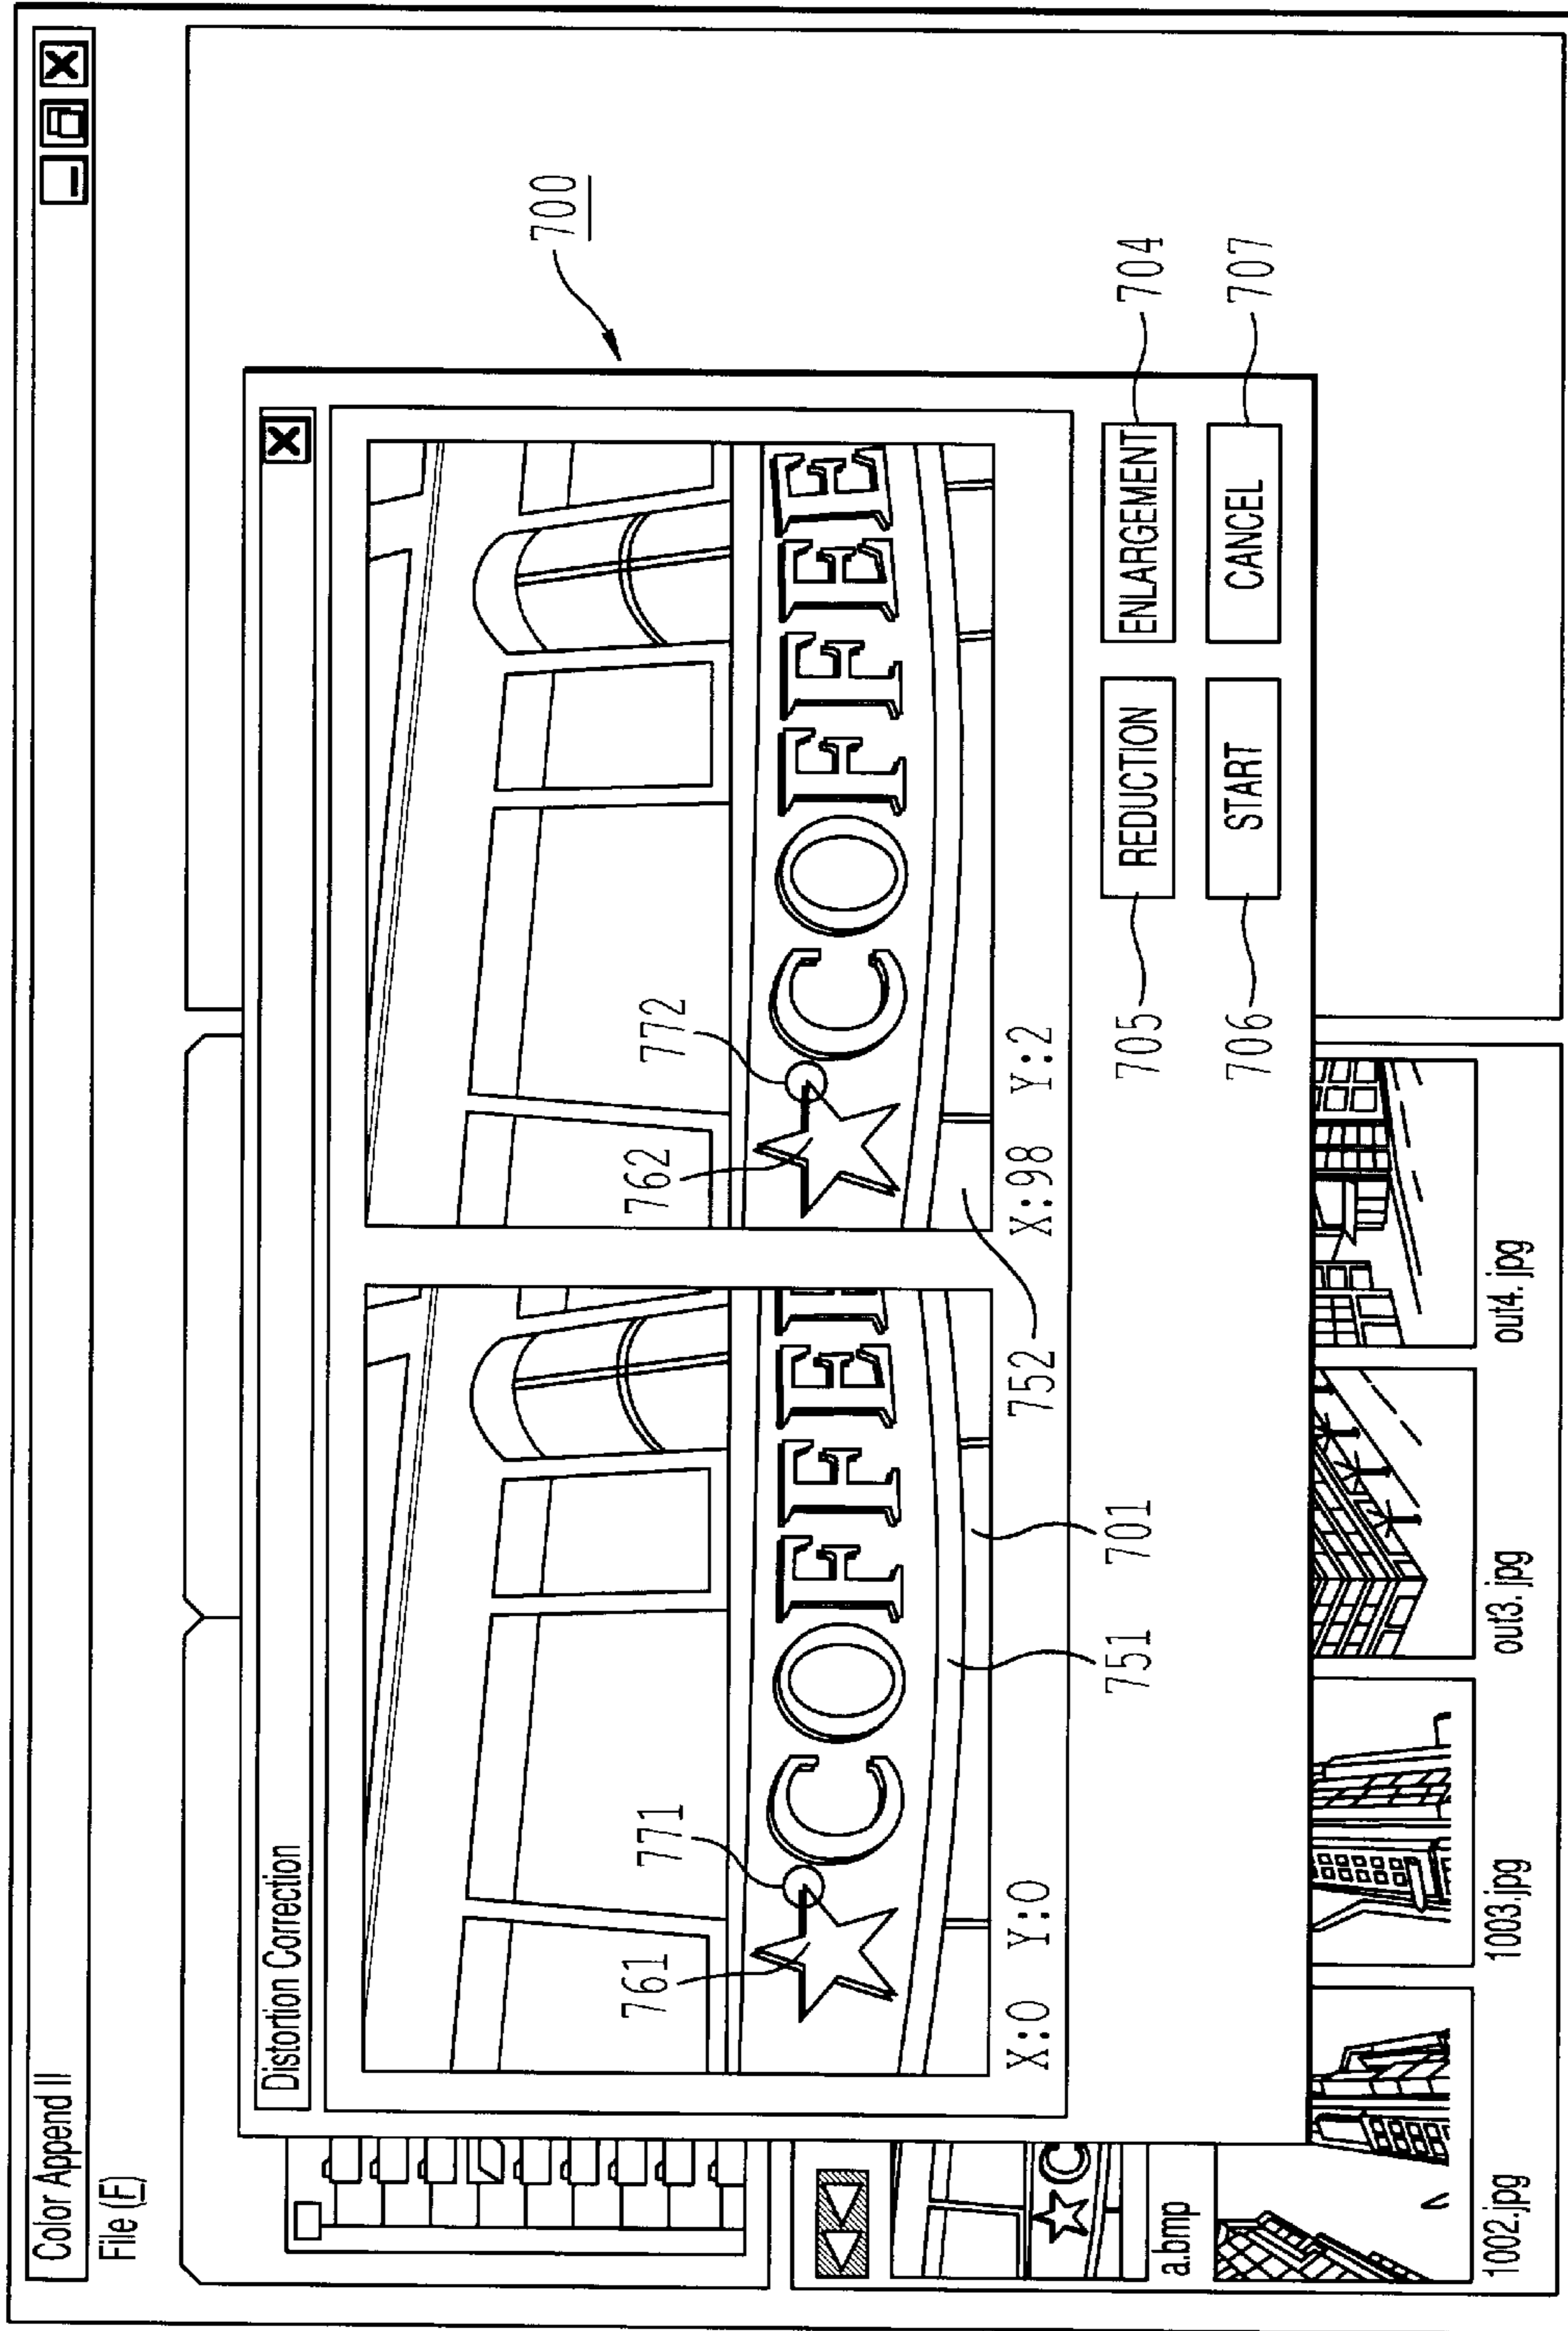 Color Append II
File (F)
700
Distortion Correction
761
771
762
772
COFFEE
COFFEE
X:0 Y:0
X:98 Y:2
752
751
701
705
REDUCTION
ENLARGEMENT
704
706
START
CANCEL
707
C
a.bmp
1002.jpg
1003.jpg
out3.jpg
out4.jpg